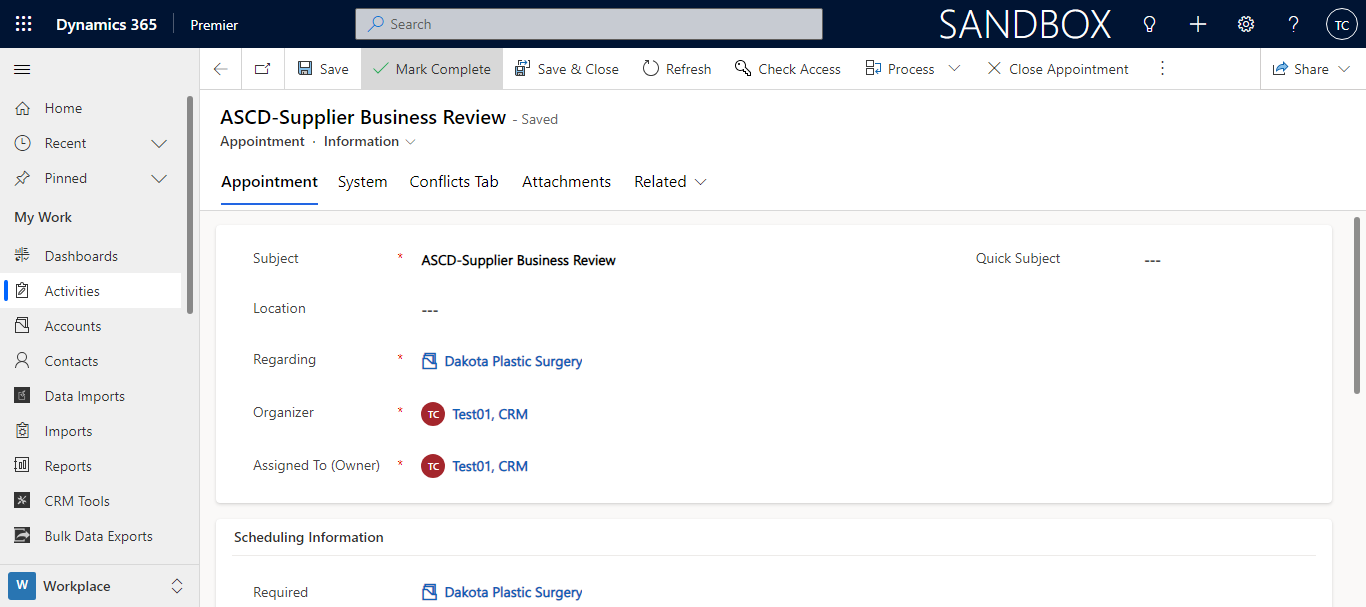 Dynamics 365 Premier Search SANDBOX ? TC
Save Mark Complete Save & Close Refresh Check Access Process Close Appointment Share
Home
Recent
Pinned
My Work
Dashboards
Activities
Accounts
Contacts
Data Imports
Imports
Reports
CRM Tools
Bulk Data Exports
W Workplace
ASCD-Supplier Business Review - Saved
Appointment · Information
Appointment System Conflicts Tab Attachments Related
Subject * ASCD-Supplier Business Review Quick Subject ---
Location ---
Regarding * Dakota Plastic Surgery
Organizer * TC Test01, CRM
Assigned To (Owner) * TC Test01, CRM
Scheduling Information
Required Dakota Plastic Surgery